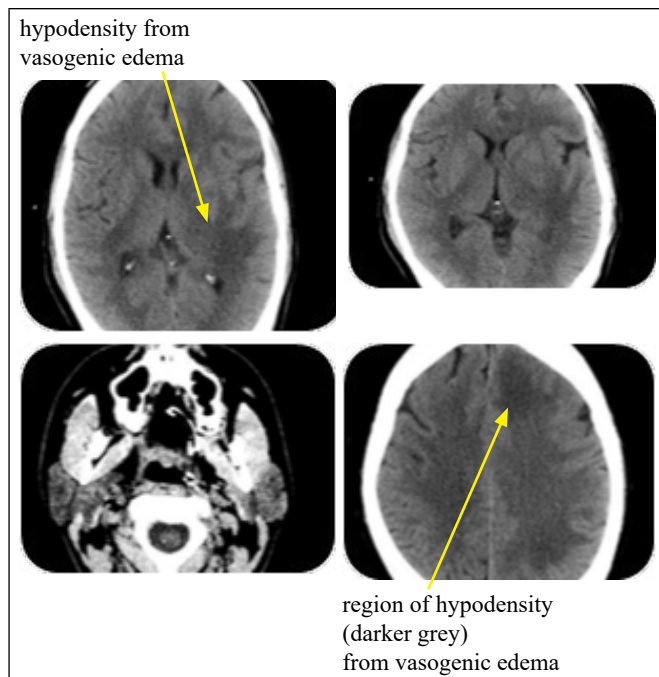 hypodensity from
vasogenic edema
region of hypodensity
(darker grey)
from vasogenic edema